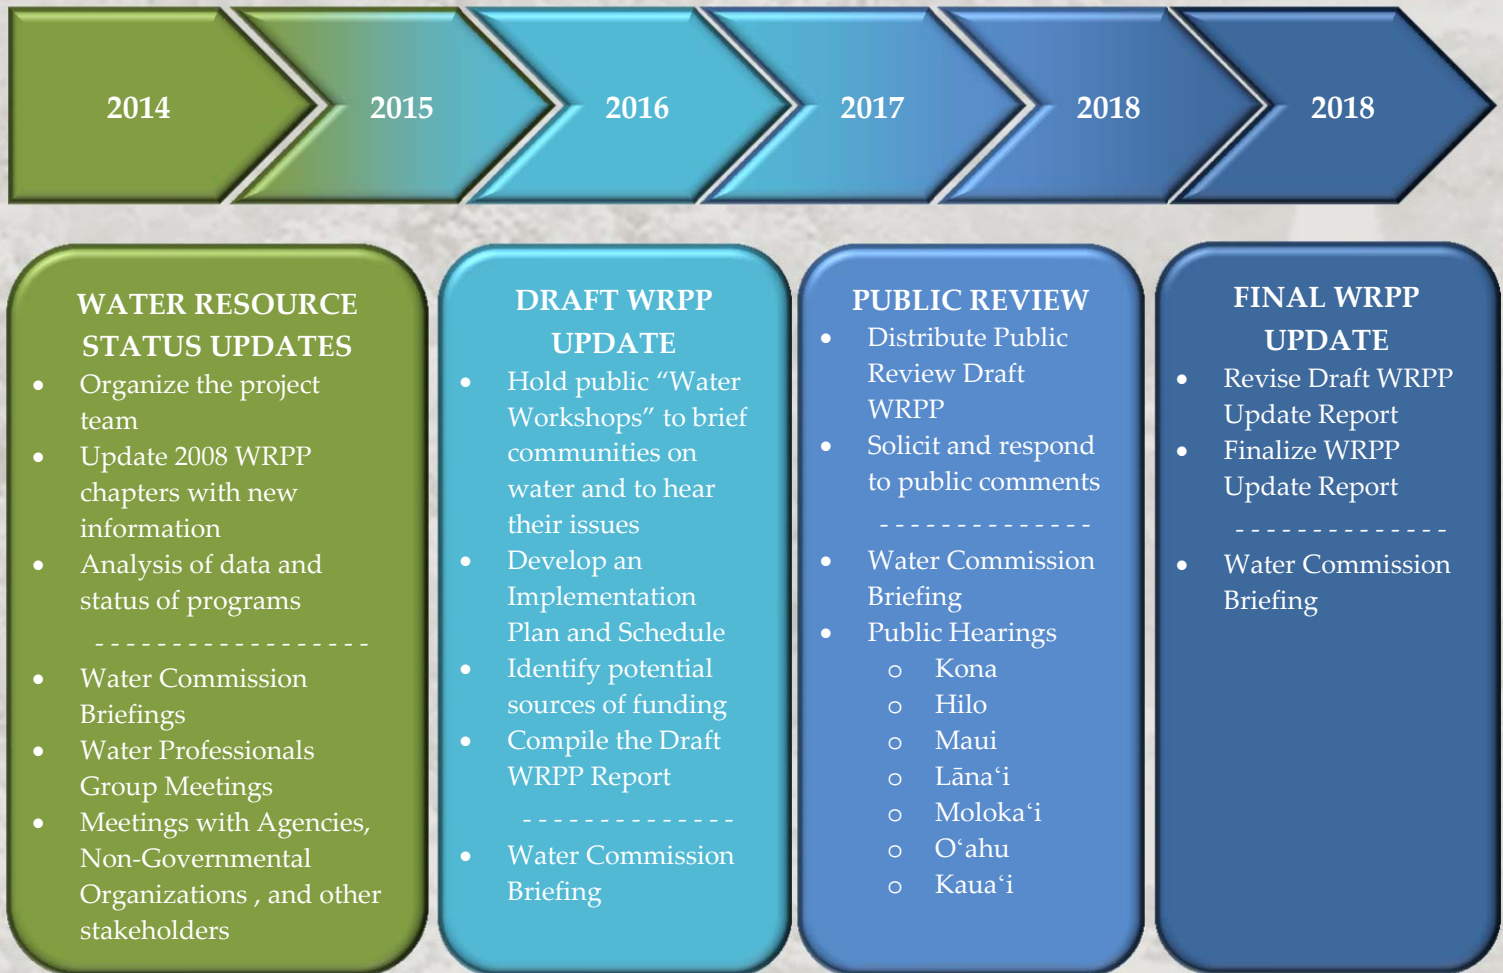 2014
2015
2016
2017
2018
2018
WATER RESOURCE
STATUS UPDATES
• Organize the project
team
• Update 2008 WRPP
chapters with new
information
• Analysis of data and
status of programs
- - - - - - - - - - - - - - - - - - -
• Water Commission
Briefings
• Water Professionals
Group Meetings
• Meetings with Agencies,
Non-Governmental
Organizations , and other
stakeholders
DRAFT WRPP
UPDATE
• Hold public “Water
Workshops” to brief
communities on
water and to hear
their issues
• Develop an
Implementation
Plan and Schedule
• Identify potential
sources of funding
• Compile the Draft
WRPP Report
- - - - - - - - - - - - - -
• Water Commission
Briefing
PUBLIC REVIEW
• Distribute Public
Review Draft
WRPP
• Solicit and respond
to public comments
- - - - - - - - - - - - - -
• Water Commission
Briefing
• Public Hearings
o Kona
o Hilo
o Maui
o Lānaʻi
o Molokaʻi
o Oʻahu
o Kauaʻi
FINAL WRPP
UPDATE
• Revise Draft WRPP
Update Report
• Finalize WRPP
Update Report
- - - - - - - - - - - - - -
• Water Commission
Briefing